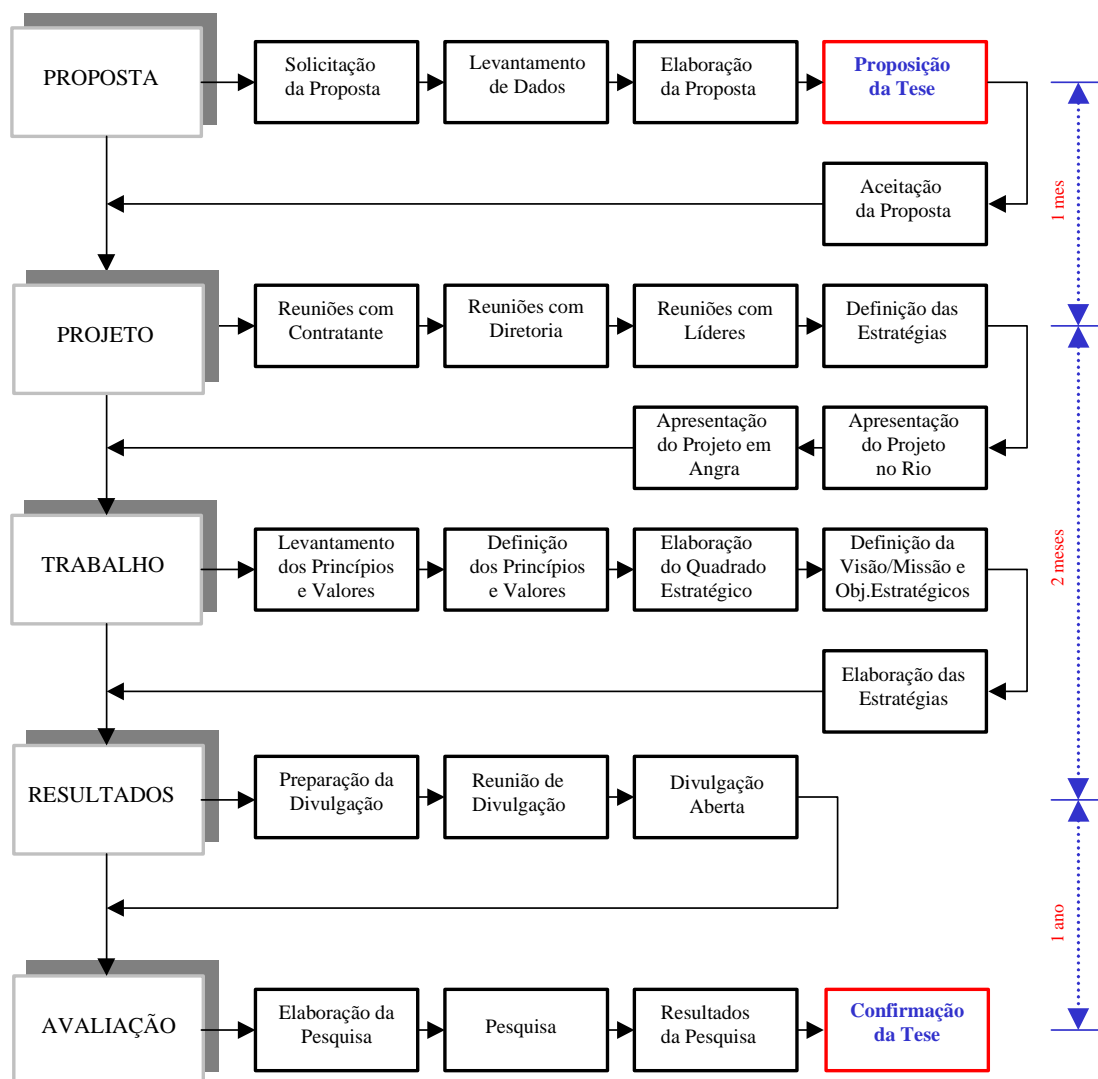 PROPOSTA
Solicitação
da Proposta
Levantamento
de Dados
Elaboração
da Proposta
Proposição
da Tese
Aceitação
da Proposta
1 mes
PROJETO
Reuniões com
Contratante
Reuniões com
Diretoria
Reuniões com
Líderes
Definição das
Estratégias
Apresentação
do Projeto em
Angra
Apresentação
do Projeto
no Rio
TRABALHO
Levantamento
dos Princípios
e Valores
Definição
dos Princípios
e Valores
Elaboração
do Quadrado
Estratégico
Definição da
Visão/Missão e
Obj.Estratégicos
2 meses
Elaboração das
Estratégias
RESULTADOS
Preparação da
Divulgação
Reunião de
Divulgação
Divulgação
Aberta
1 ano
AVALIAÇÃO
Elaboração da
Pesquisa
Pesquisa
Resultados
da Pesquisa
Confirmação
da Tese